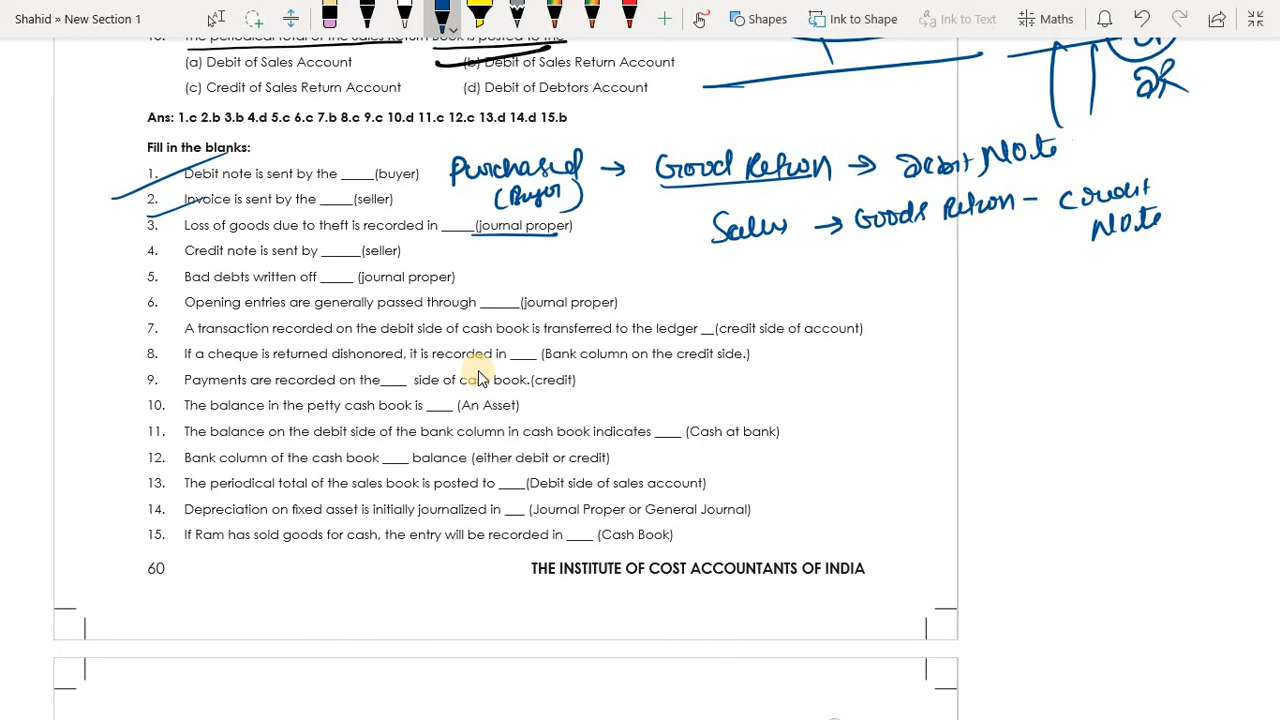 Shahid » New Section 1
Shapes
Ink to Shape
Ink to Text
Maths
The periodical total of the sales Return Book is posted to the
(a) Debit of Sales Account
(b) Debit of Sales Return Account
(c) Credit of Sales Return Account
(d) Debit of Debtors Account
Ans: 1.c 2.b 3.b 4.d 5.c 6.c 7.b 8.c 9.c 10.d 11.c 12.c 13.d 14.d 15.b
Fill in the blanks:
1. Debit note is sent by the _____(buyer)
Purchased → Good Retron → Debit Note
(Buyer)
2. Invoice is sent by the _____(seller)
Sales → Goods Retron - Credit
Note
3. Loss of goods due to theft is recorded in _____(journal proper)
4. Credit note is sent by ______(seller)
5. Bad debts written off _____ (journal proper)
6. Opening entries are generally passed through ______(journal proper)
7. A transaction recorded on the debit side of cash book is transferred to the ledger __(credit side of account)
8. If a cheque is returned dishonored, it is recorded in ____ (Bank column on the credit side.)
9. Payments are recorded on the____ side of cash book.(credit)
10. The balance in the petty cash book is ____ (An Asset)
11. The balance on the debit side of the bank column in cash book indicates ____ (Cash at bank)
12. Bank column of the cash book ____ balance (either debit or credit)
13. The periodical total of the sales book is posted to ____(Debit side of sales account)
14. Depreciation on fixed asset is initially journalized in ___ (Journal Proper or General Journal)
15. If Ram has sold goods for cash, the entry will be recorded in ____ (Cash Book)
60
THE INSTITUTE OF COST ACCOUNTANTS OF INDIA